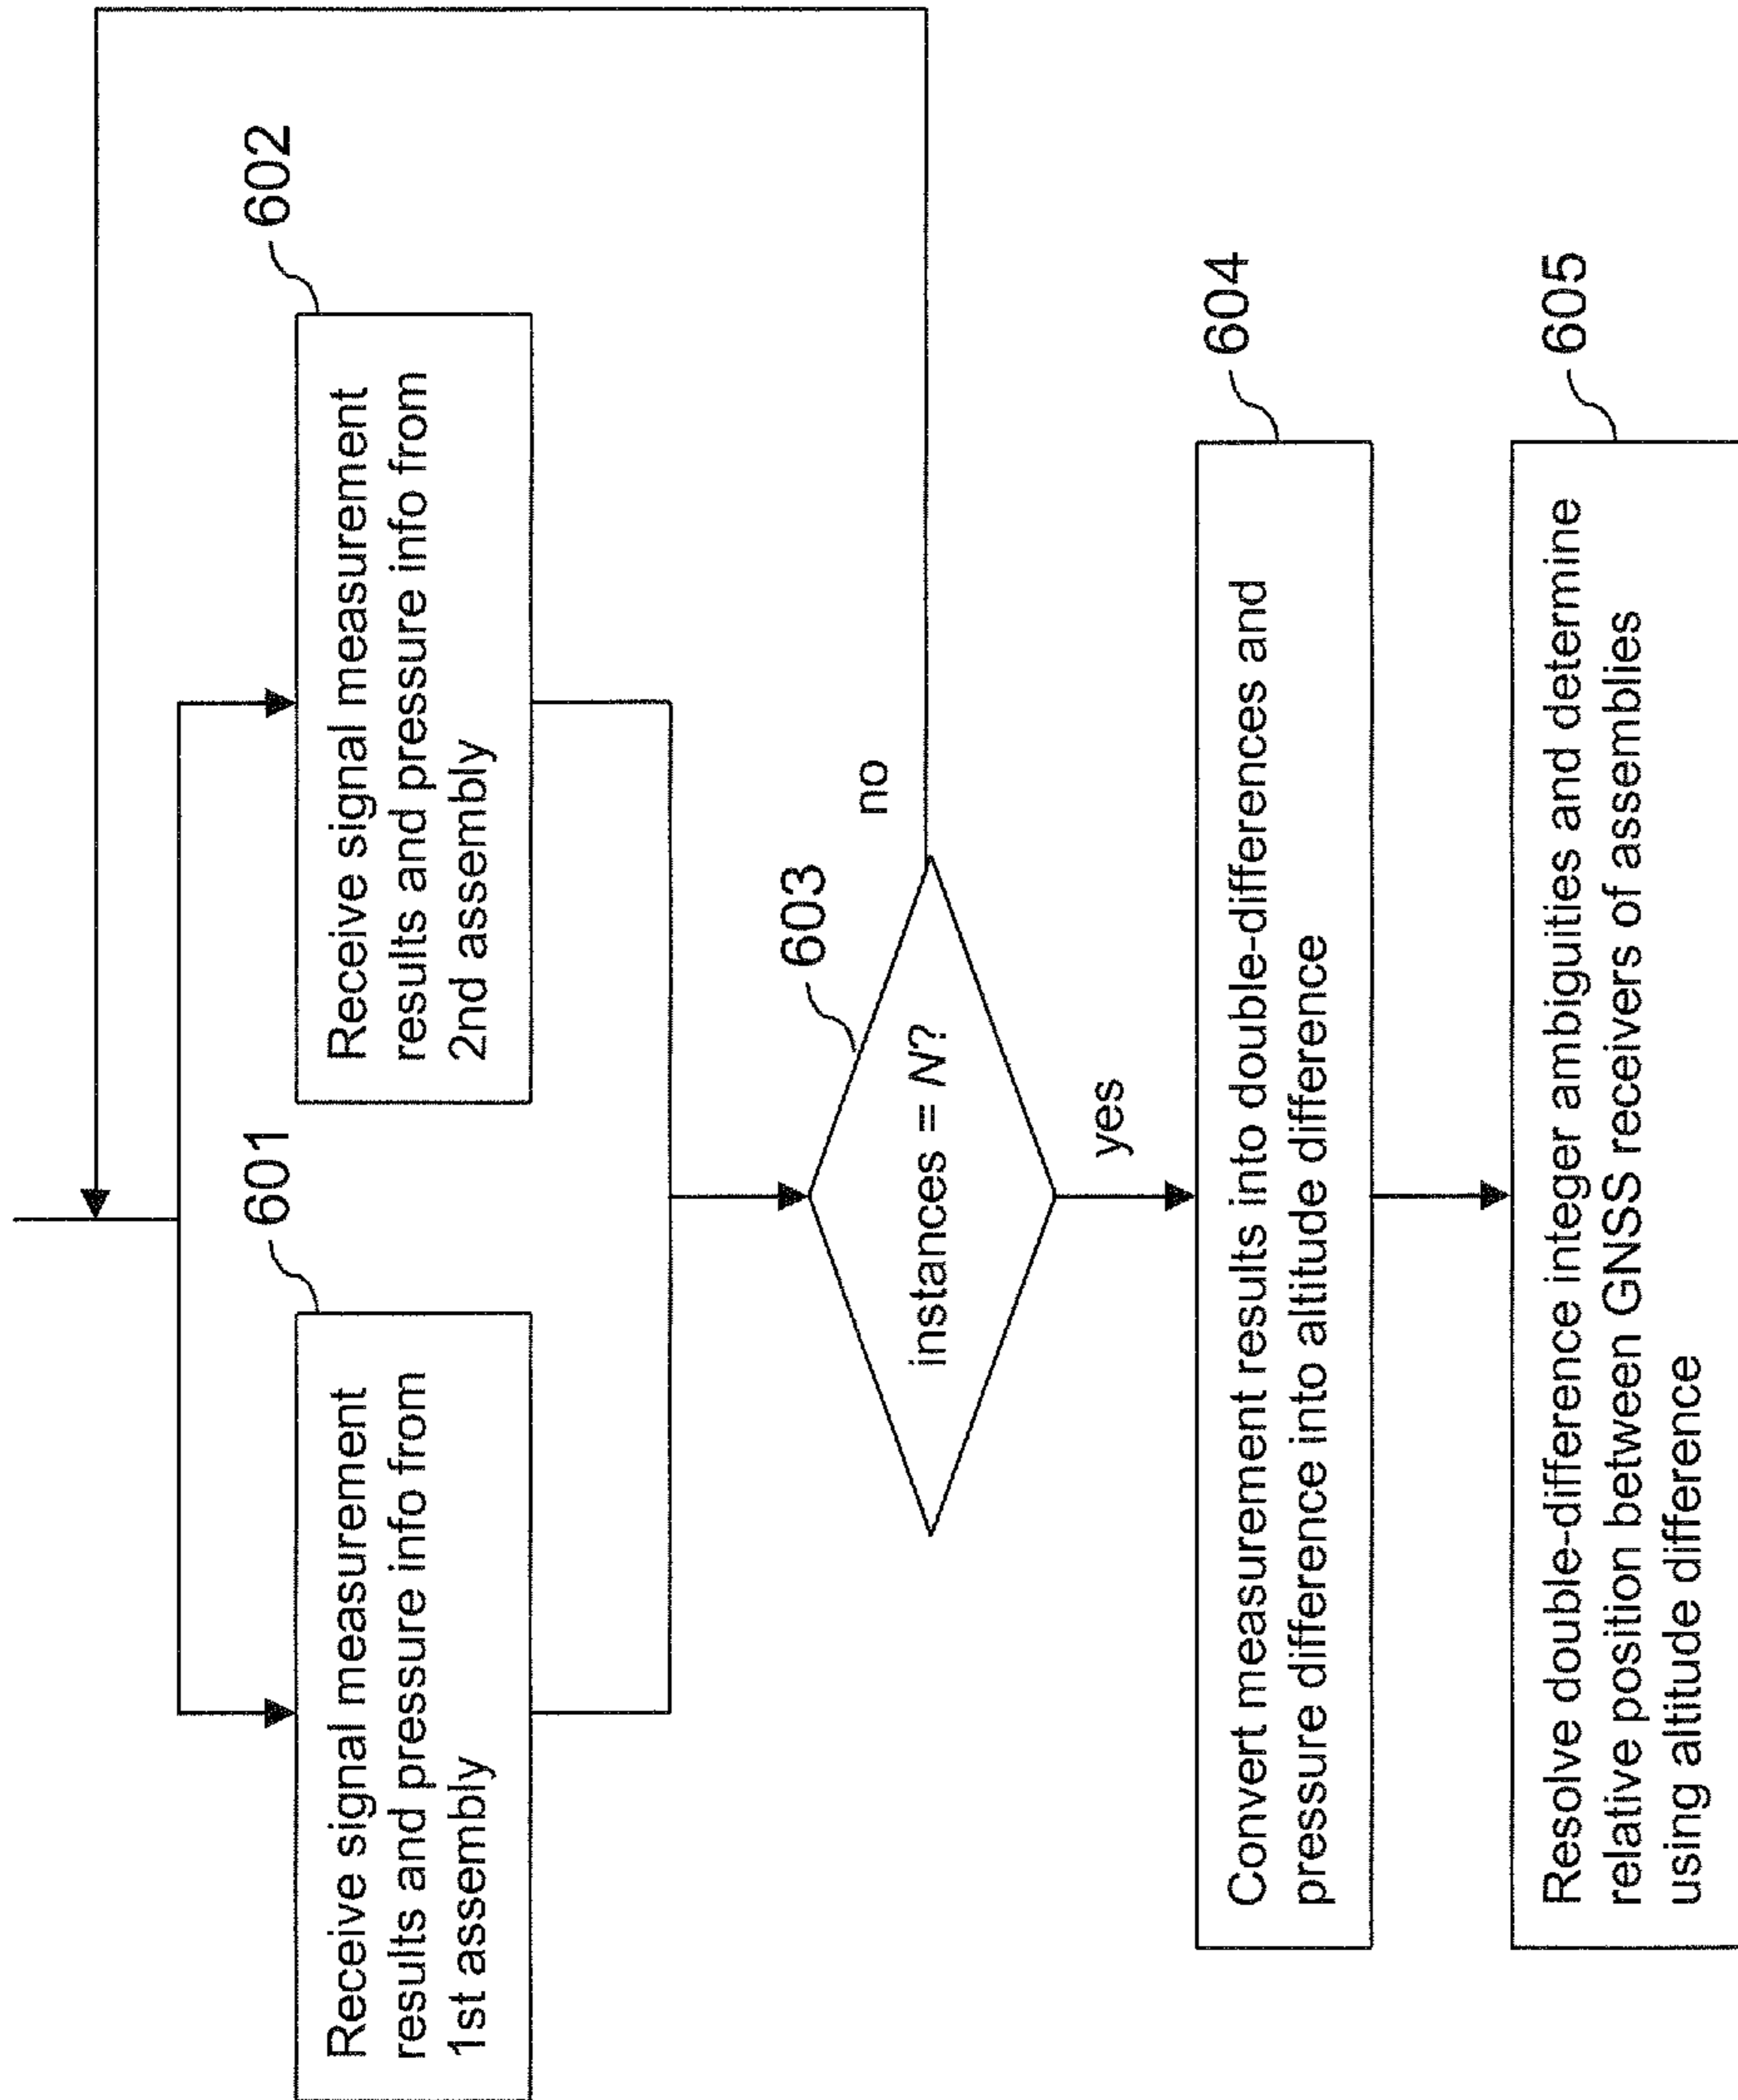 601
Receive signal measurement
results and pressure info from
1st assembly
602
Receive signal measurement
results and pressure info from
2nd assembly
603
instances = N?
no
yes
604
Convert measurement results into double-differences and
pressure difference into altitude difference
605
Resolve double-difference integer ambiguities and determine
relative position between GNSS receivers of assemblies
using altitude difference